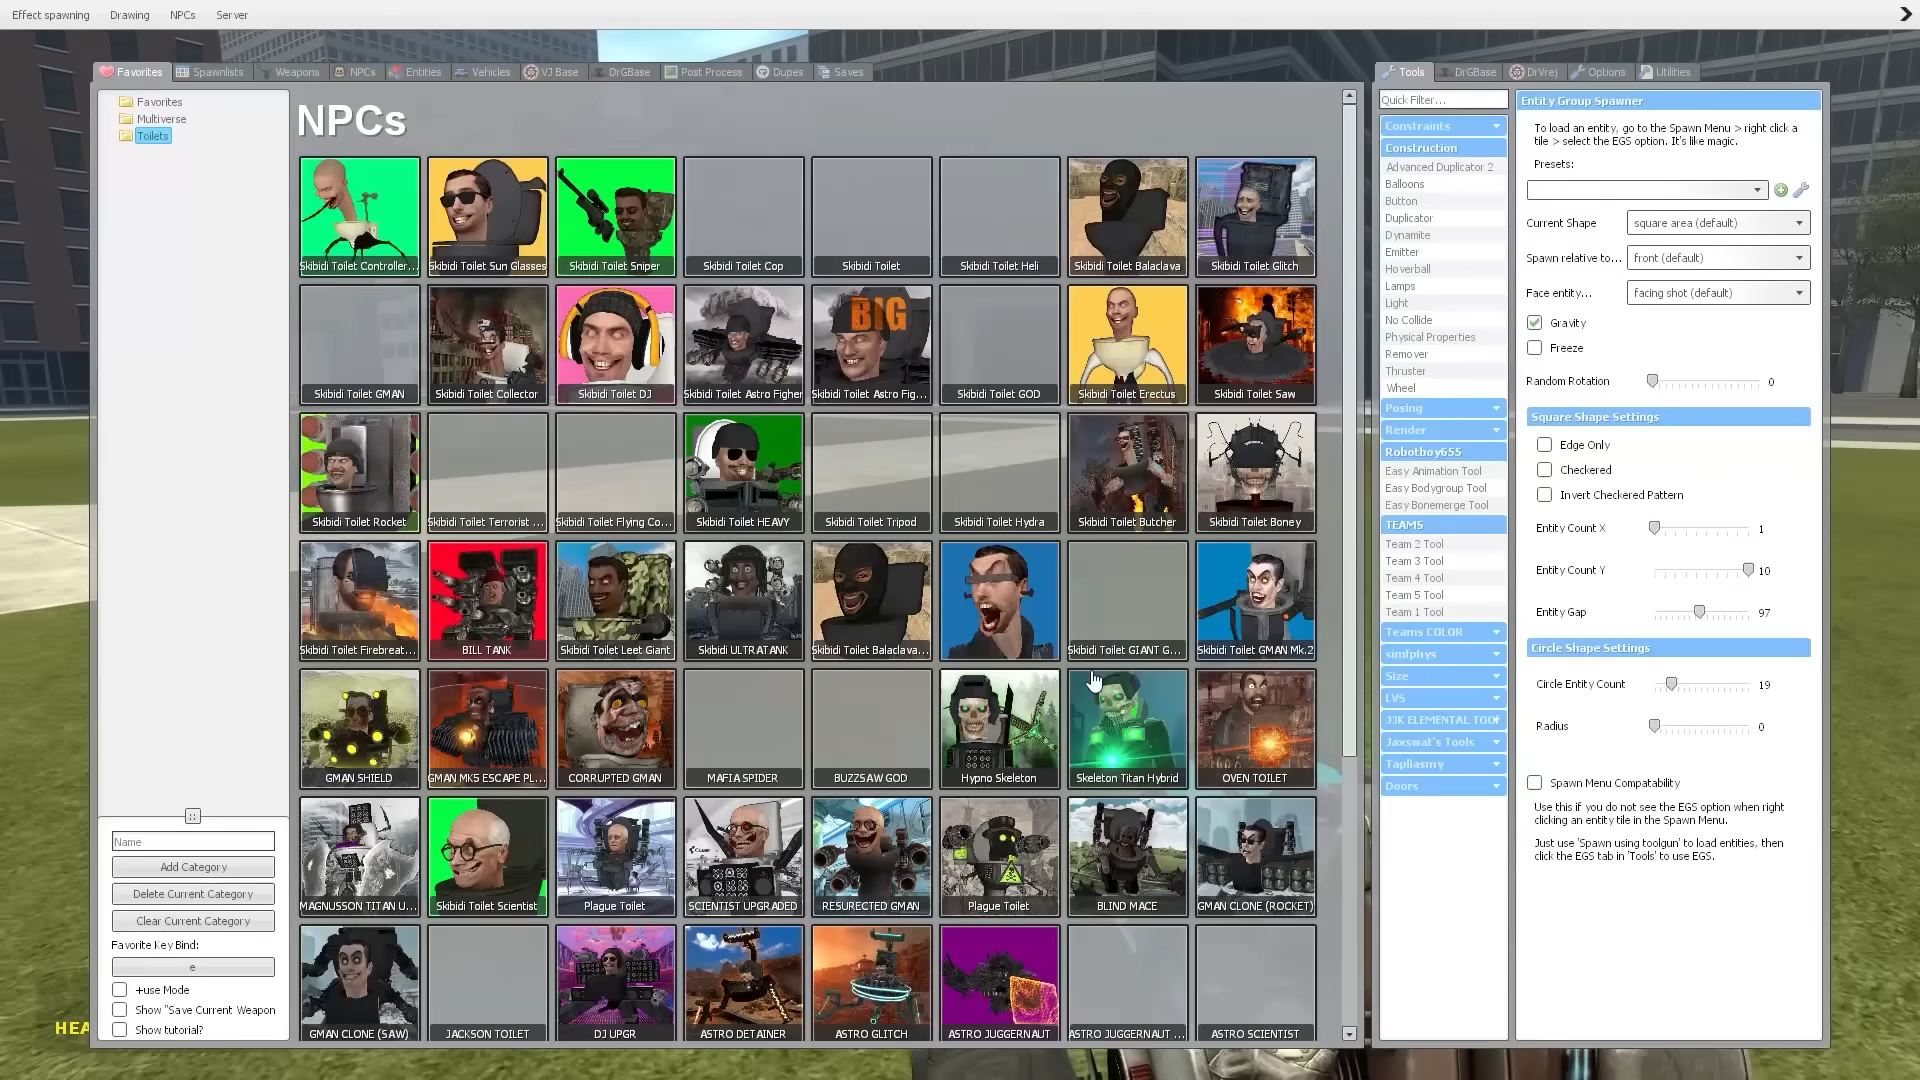 Effect spawning Drawing NPCs Server
Favorites Spawnlists Weapons NPCs Entities Vehicles VJ Base DrGBase Post Process Dupes Saves
Favorites
Multiverse
Toilets
NPCs
Skibidi Toilet Controller... Skibidi Toilet Sun Glasses Skibidi Toilet Sniper Skibidi Toilet Cop Skibidi Toilet Skibidi Toilet Heli Skibidi Toilet Balaclava Skibidi Toilet Glitch
BIG
Skibidi Toilet GMAN Skibidi Toilet Collector Skibidi Toilet DJ Skibidi Toilet Astro Figher Skibidi Toilet Astro Fig... Skibidi Toilet GOD Skibidi Toilet Erectus Skibidi Toilet Saw
Skibidi Toilet Rocket Skibidi Toilet Terrorist ... Skibidi Toilet Flying Co... Skibidi Toilet HEAVY Skibidi Toilet Tripod Skibidi Toilet Hydra Skibidi Toilet Butcher Skibidi Toilet Boney
Skibidi Toilet Firebreat... BILL TANK Skibidi Toilet Leet Giant Skibidi ULTRATANK Skibidi Toilet Balaclava... Skibidi Toilet GIANT G... Skibidi Toilet GMAN Mk.2
GMAN SHIELD GMAN MK5 ESCAPE PL... CORRUPTED GMAN MAFIA SPIDER BUZZSAW GOD Hypno Skeleton Skeleton Titan Hybrid OVEN TOILET
MAGNUSSON TITAN U... Skibidi Toilet Scientist Plague Toilet SCIENTIST UPGRADED RESURECTED GMAN Plague Toilet BLIND MACE GMAN CLONE (ROCKET)
GMAN CLONE (SAW) JACKSON TOILET DJ UPGR ASTRO DETAINER ASTRO GLITCH ASTRO JUGGERNAUT ASTRO JUGGERNAUT ... ASTRO SCIENTIST
Name
Add Category
Delete Current Category
Clear Current Category
Favorite Key Bind:
e
+use Mode
Show "Save Current Weapon
Show tutorial?
HEA
Tools DrGBase DrVrej Options Utilities
Quick Filter...
Constraints
Construction
Advanced Duplicator 2
Balloons
Button
Duplicator
Dynamite
Emitter
Hoverball
Lamps
Light
No Collide
Physical Properties
Remover
Thruster
Wheel
Posing
Render
Robotboy655
Easy Animation Tool
Easy Bodygroup Tool
Easy Bonemerge Tool
TEAMS
Team 2 Tool
Team 3 Tool
Team 4 Tool
Team 5 Tool
Team 1 Tool
Teams COLOR
simfphys
Size
LVS
JJK ELEMENTAL TOO
Jaxswat's Tools
Tapliasmy
Doors
Entity Group Spawner
To load an entity, go to the Spawn Menu > right click a
tile > select the EGS option. It's like magic.
Presets:
Current Shape square area (default)
Spawn relative to... front (default)
Face entity... facing shot (default)
Gravity
Freeze
Random Rotation 0
Square Shape Settings
Edge Only
Checkered
Invert Checkered Pattern
Entity Count X 1
Entity Count Y 10
Entity Gap 97
Circle Shape Settings
Circle Entity Count 19
Radius 0
Spawn Menu Compatability
Use this if you do not see the EGS option when right
clicking an entity tile in the Spawn Menu.
Just use 'Spawn using toolgun' to load entities, then
click the EGS tab in 'Tools' to use EGS.